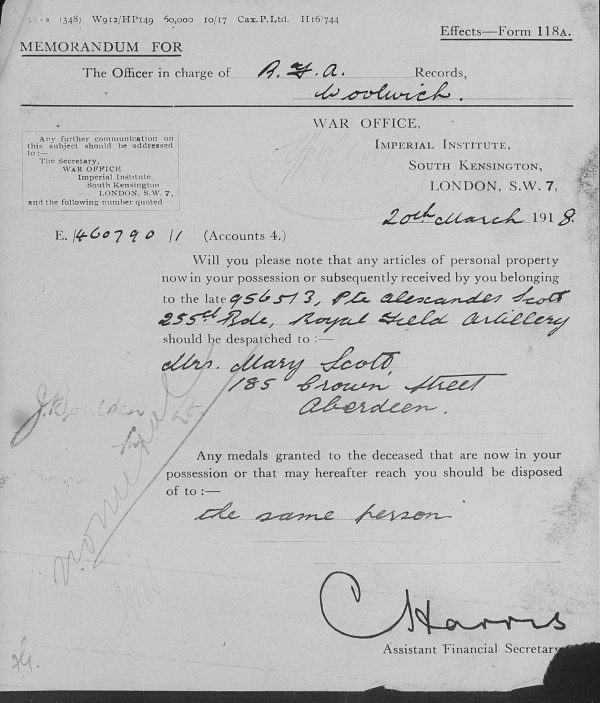 (348) W912/HP149 60,000 10/17 Cax.P.Ltd. H16/744
Effects—Form 118A.
MEMORANDUM FOR
The Officer in charge of R.F.A. Records,
Woolwich.
WAR OFFICE,
IMPERIAL INSTITUTE,
SOUTH KENSINGTON,
LONDON, S.W. 7,
Any further communication on
this subject should be addressed
to :—
The Secretary,
WAR OFFICE
Imperial Institute,
South Kensington
LONDON, S.W. 7,
and the following number quoted
20th March 1918.
E. 460790/1 (Accounts 4.)
Will you please note that any articles of personal property
now in your possession or subsequently received by you belonging
to the late 956513, Pte Alexander Scott
255th Bde, Royal Field Artillery
should be despatched to :—
Mrs. Mary Scott,
185 Crown Street
Aberdeen.
Any medals granted to the deceased that are now in your
possession or that may hereafter reach you should be disposed
of to :—
the same person
C Harris
Assistant Financial Secretary